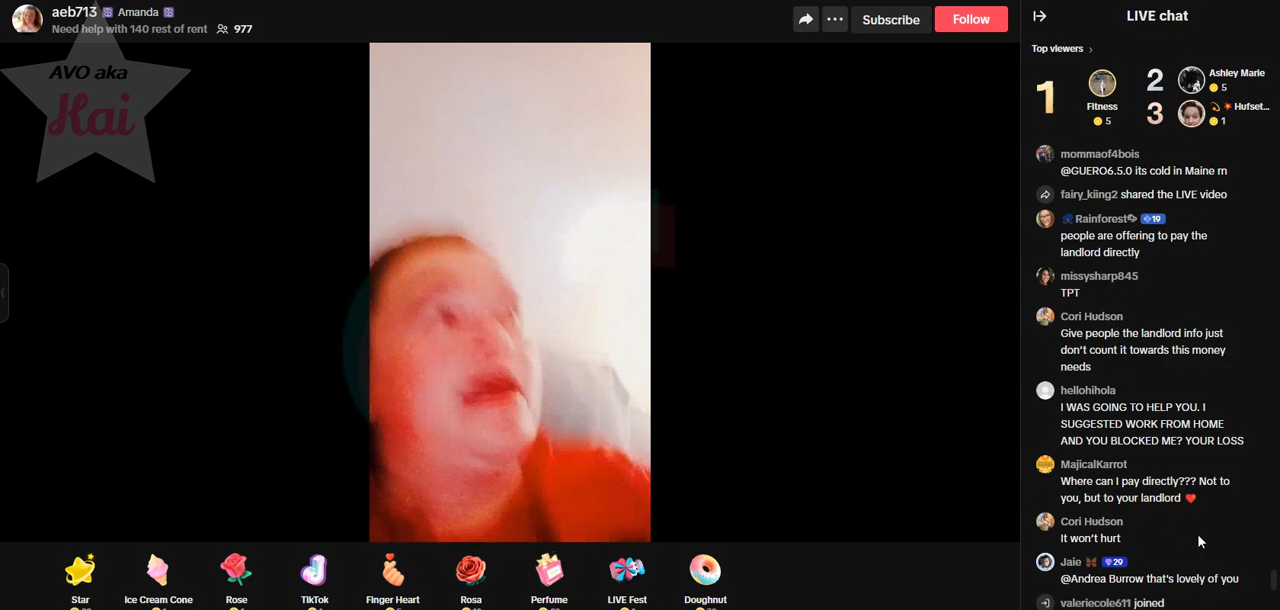 aeb713 Amanda
Need help with 140 rest of rent 977
Subscribe
Follow
AVO aka
Kai
LIVE chat
Top viewers
1
Fitness
5
2
Ashley Marie
5
3
Hufset...
1
mommaof4bois
@GUERO6.5.0 its cold in Maine rn
fairy_kiing2 shared the LIVE video
Rainforest 19
people are offering to pay the
landlord directly
missysharp845
TPT
Cori Hudson
Give people the landlord info just
don't count it towards this money
needs
hellohihola
I WAS GOING TO HELP YOU. I
SUGGESTED WORK FROM HOME
AND YOU BLOCKED ME? YOUR LOSS
MajicalKarrot
Where can I pay directly??? Not to
you, but to your landlord
Cori Hudson
It won't hurt
Jaie 29
@Andrea Burrow that's lovely of you
valeriecole611 joined
Star
Ice Cream Cone
Rose
TikTok
Finger Heart
Rosa
Perfume
LIVE Fest
Doughnut